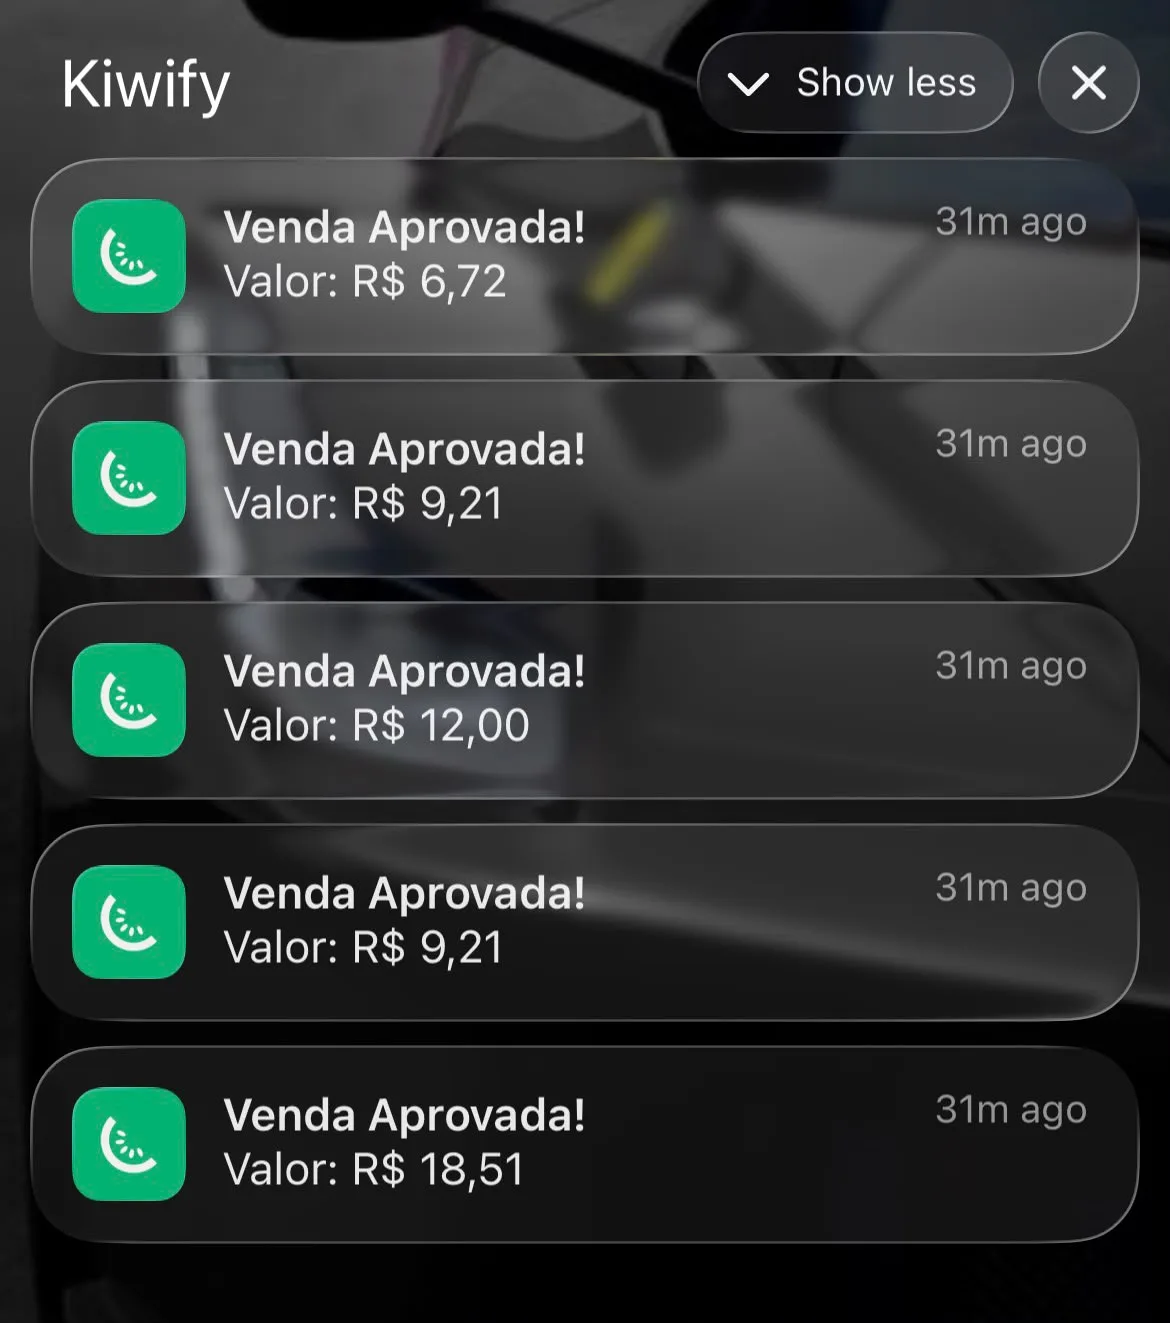 Kiwify
Show less
Venda Aprovada!
31m ago
Valor: R$ 6,72
Venda Aprovada!
31m ago
Valor: R$ 9,21
Venda Aprovada!
31m ago
Valor: R$ 12,00
Venda Aprovada!
31m ago
Valor: R$ 9,21
Venda Aprovada!
31m ago
Valor: R$ 18,51